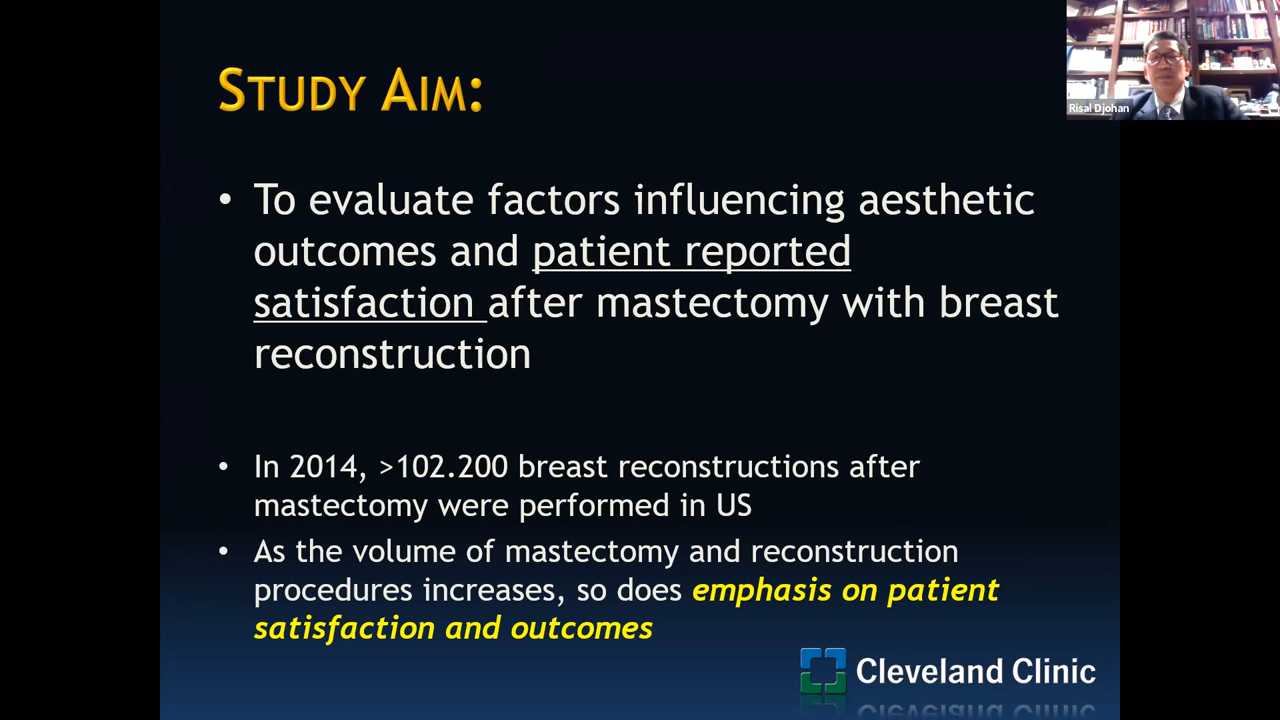 STUDY AIM:
Risal Djohan
• To evaluate factors influencing aesthetic
outcomes and patient reported
satisfaction after mastectomy with breast
reconstruction
• In 2014, >102.200 breast reconstructions after
mastectomy were performed in US
• As the volume of mastectomy and reconstruction
procedures increases, so does emphasis on patient
satisfaction and outcomes
Cleveland Clinic